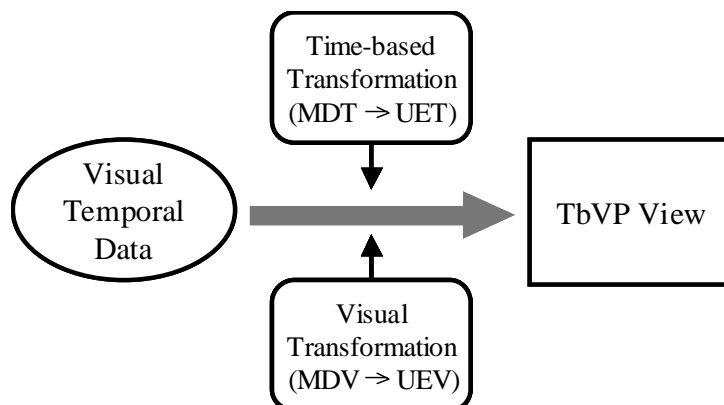 Time-based
Transformation
(MDT → UET)
Visual
Temporal
Data
TbVP View
Visual
Transformation
(MDV → UEV)